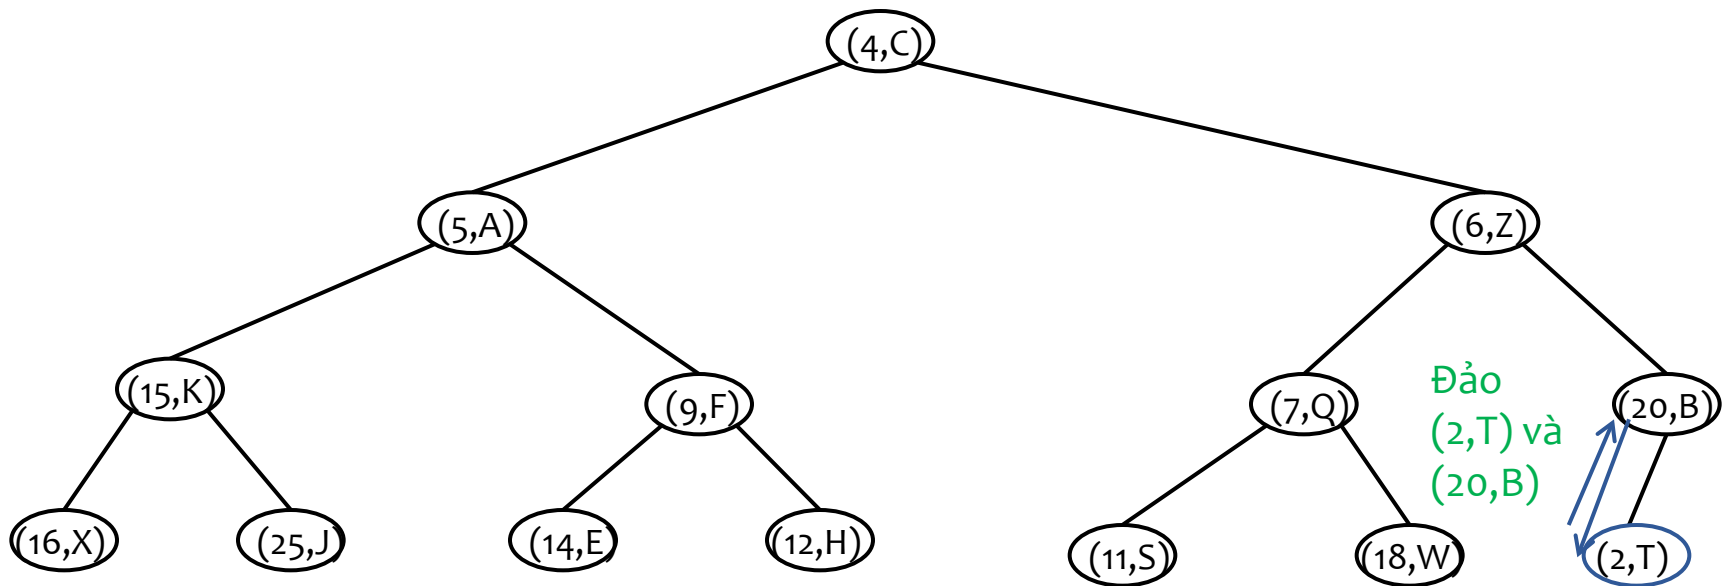 (4,C)
(5,A)
(6,Z)
(15,K)
(9,F)
(7,Q)
Đảo
(2,T) và
(20,B)
(20,B)
(16,X)
(25,J)
(14,E)
(12,H)
(11,S)
(18,W)
(2,T)